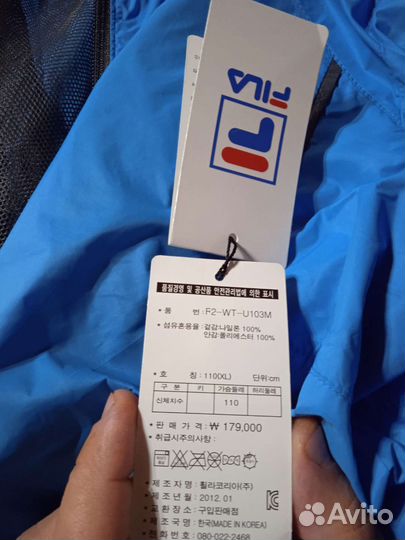 FILA
품질경영 및 공산품 안전관리법에 의한 표시
• 품 번 : F2-WT-U103M
• 섬유혼용율 : 겉감:나일론 100%
안감:폴리에스터 100%
• 호 칭 : 110(XL) 단위:cm
구 분 키 가슴둘레 허리둘레
신체치수 110
• 판 매 가 격 : ₩ 179,000
• 취급시주의사항 :
• 제 조 자 명 : 휠라코리아(주)
• 제 조 년 월 : 2012. 01
• 교 환 장 소 : 구입판매점
• 제 조 국 명 : 한국(MADE IN KOREA)
• 전 화 번 호 : 080-022-2468
Avito